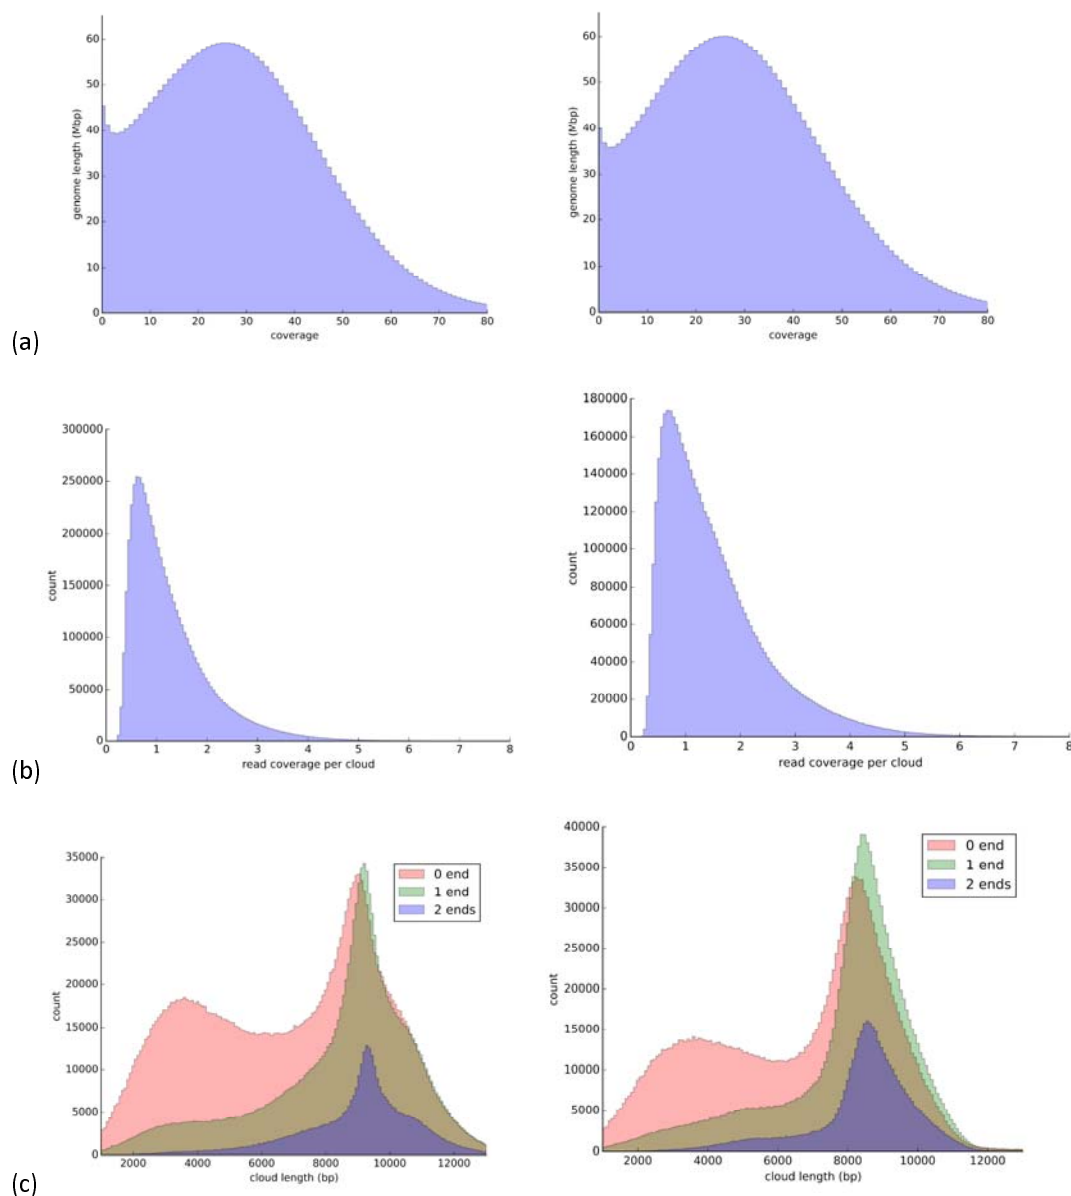 60
50
40
30
20
10
0
genome length (Mbp)
0 10 20 30 40 50 60 70 80
coverage
60
50
40
30
20
10
0
genome length (Mbp)
0 10 20 30 40 50 60 70 80
coverage
(a)
300000
250000
200000
150000
100000
50000
0
count
0 1 2 3 4 5 6 7 8
read coverage per cloud
180000
160000
140000
120000
100000
80000
60000
40000
20000
0
count
0 1 2 3 4 5 6 7 8
read coverage per cloud
(b)
35000
30000
25000
20000
15000
10000
5000
0
count
0 end
1 end
2 ends
2000 4000 6000 8000 10000 12000
cloud length (bp)
40000
35000
30000
25000
20000
15000
10000
5000
0
count
0 end
1 end
2 ends
2000 4000 6000 8000 10000 12000
cloud length (bp)
(c)